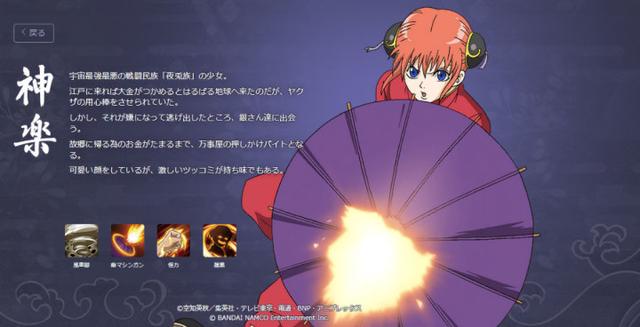 戻る
神楽
宇宙最強最悪の戦闘民族「夜兎族」の少女。
江戸に来れば大金がつかめるとはるばる地球へ来たのだが、ヤク
ザの用心棒をさせられていた。
しかし、それが嫌になって逃げ出したところ、銀さん達に出会
う。
故郷に帰る為のお金がたまるまで、万事屋の押しかけバイトとな
る。
可愛い顔をしているが、激しいツッコミが持ち味でもある。
傘マシンガン
怪力
©空知英秋／集英社・テレビ東京・電通・BNP・アニプレックス
© BANDAI NAMCO Entertainment Inc.